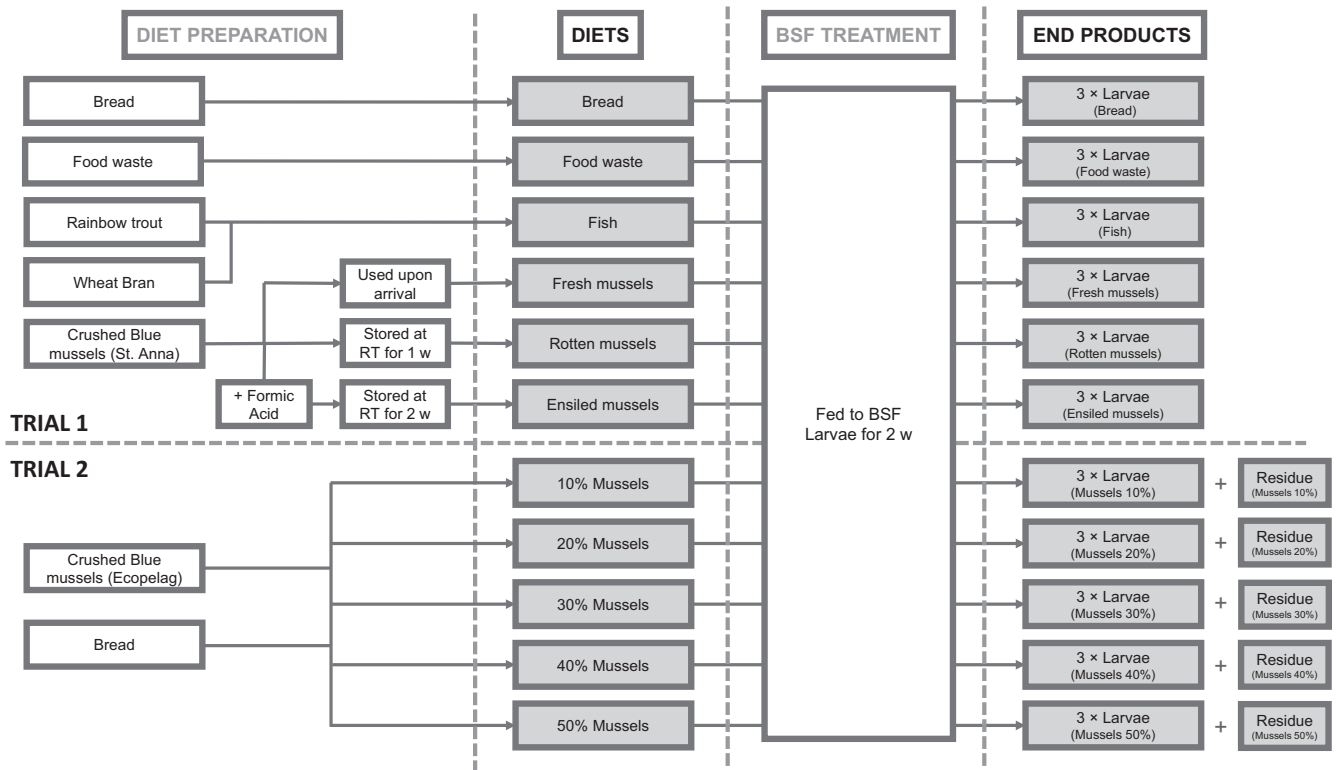 DIET PREPARATION
DIETS
BSF TREATMENT
END PRODUCTS
Bread
Bread
3 × Larvae
(Bread)
Food waste
Food waste
3 × Larvae
(Food waste)
Rainbow trout
Fish
3 × Larvae
(Fish)
Wheat Bran
Used upon
arrival
Fresh mussels
3 × Larvae
(Fresh mussels)
Crushed Blue
mussels (St. Anna)
Stored at
RT for 1 w
Rotten mussels
3 × Larvae
(Rotten mussels)
+ Formic
Acid
Stored at
RT for 2 w
Ensiled mussels
3 × Larvae
(Ensiled mussels)
Fed to BSF
Larvae for 2 w
TRIAL 1
TRIAL 2
10% Mussels
3 × Larvae
(Mussels 10%)
+
Residue
(Mussels 10%)
Crushed Blue
mussels (Ecopelag)
20% Mussels
3 × Larvae
(Mussels 20%)
+
Residue
(Mussels 20%)
30% Mussels
3 × Larvae
(Mussels 30%)
+
Residue
(Mussels 30%)
Bread
40% Mussels
3 × Larvae
(Mussels 40%)
+
Residue
(Mussels 40%)
50% Mussels
3 × Larvae
(Mussels 50%)
+
Residue
(Mussels 50%)